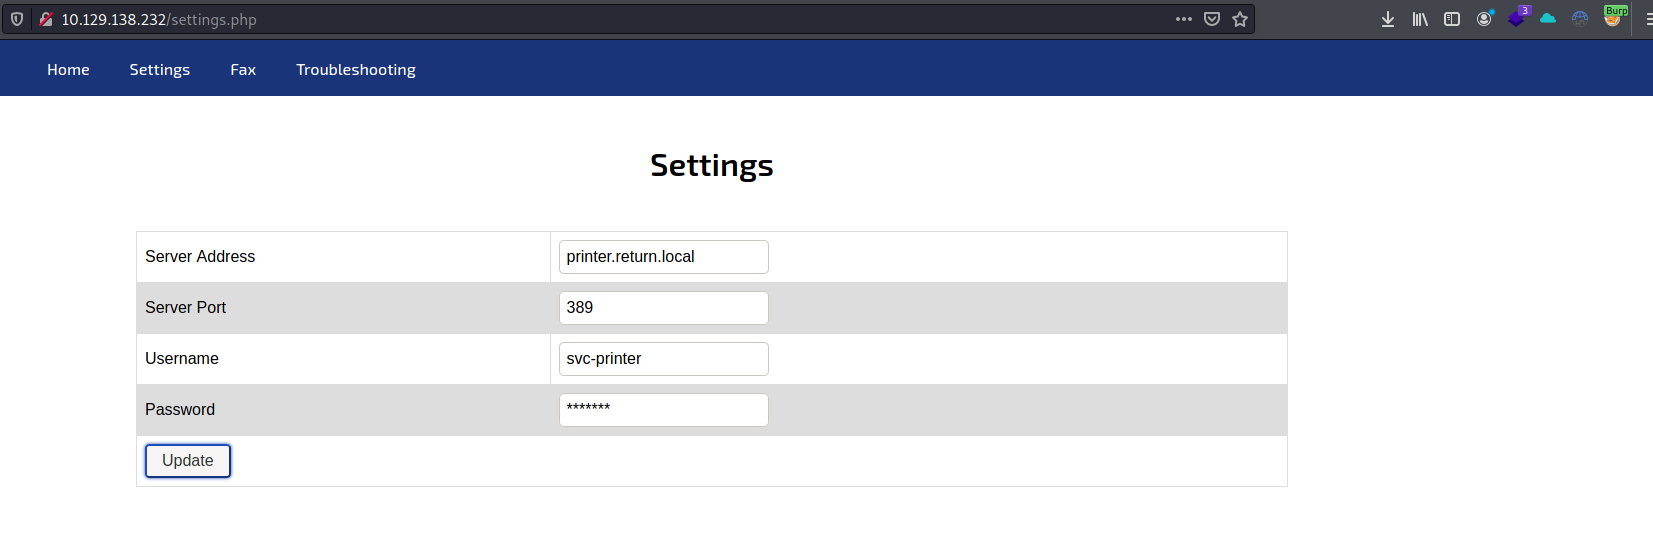 10.129.138.232/settings.php
3
Burp
Home Settings Fax Troubleshooting
Settings
Server Address printer.return.local
Server Port 389
Username svc-printer
Password *******
Update